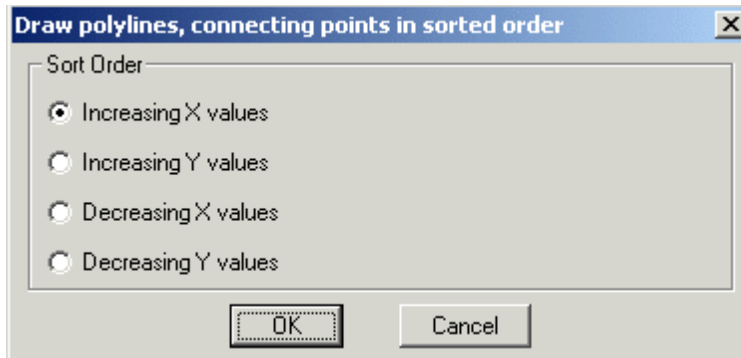 Draw polylines, connecting points in sorted order
Sort Order
Increasing X values
Increasing Y values
Decreasing X values
Decreasing Y values
OK
Cancel